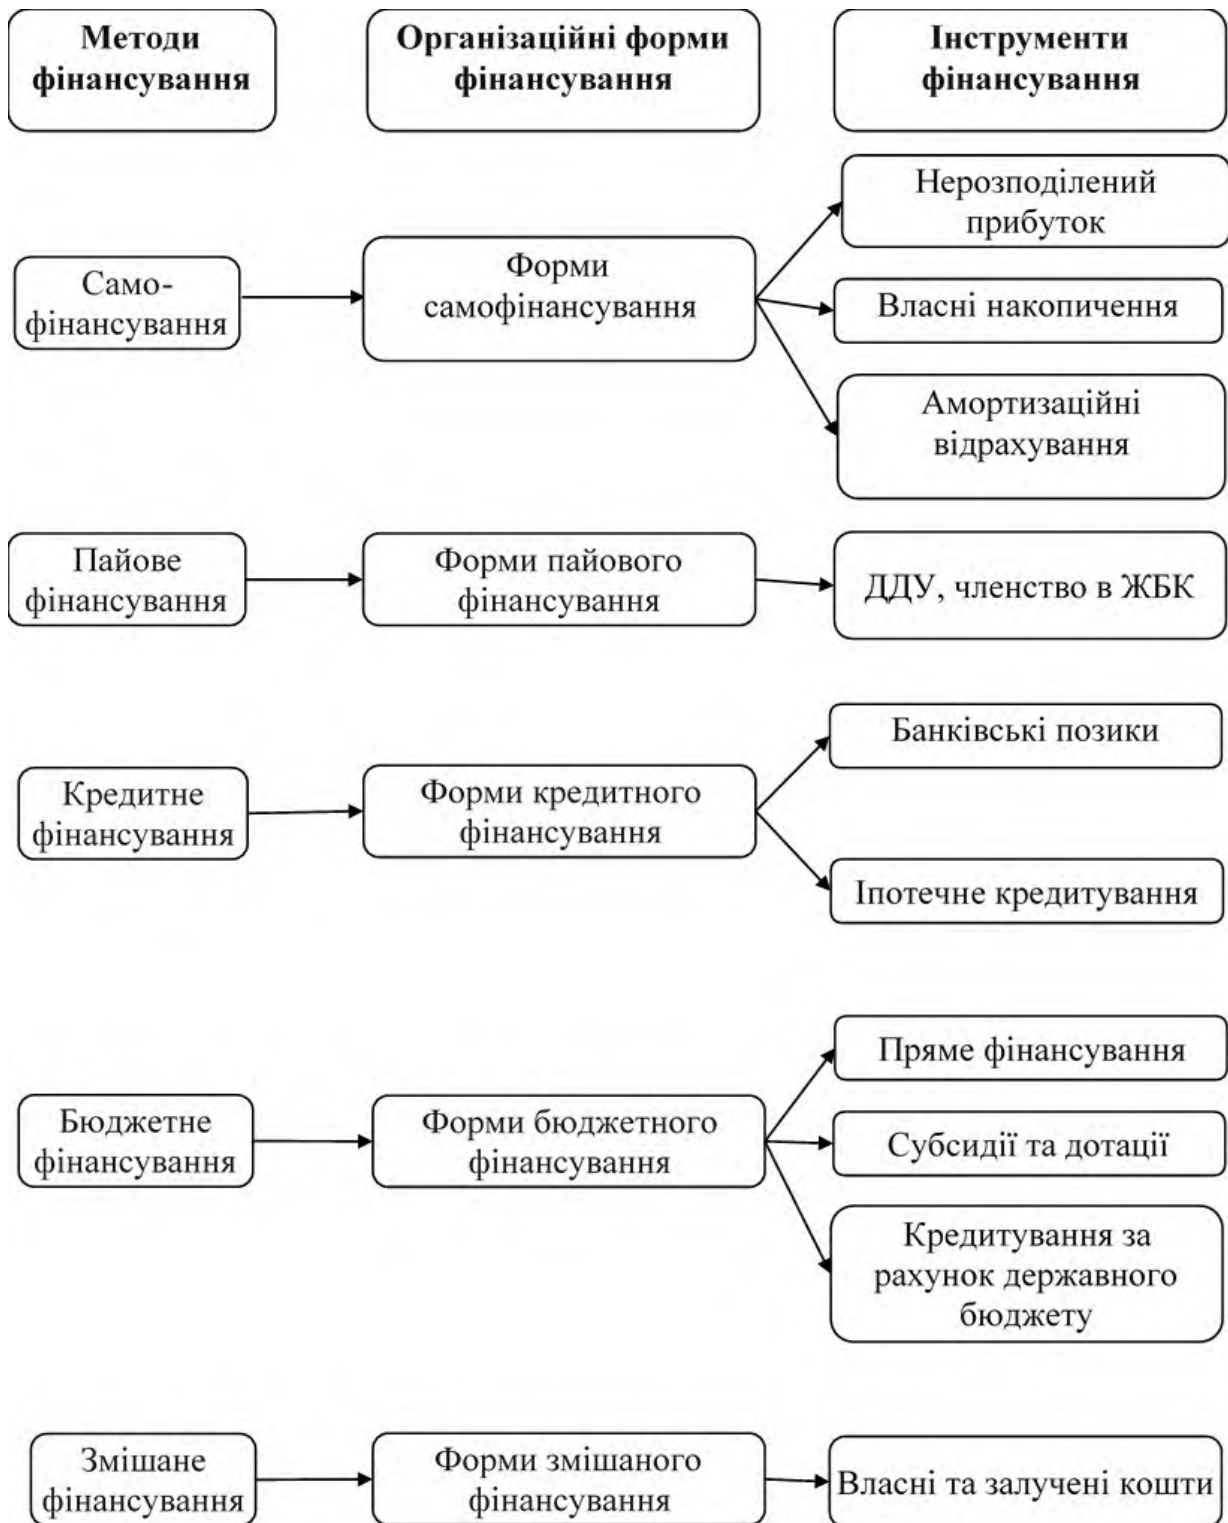 Методи
фінансування
Організаційні форми
фінансування
Інструменти
фінансування
Само-
фінансування
Форми
самофінансування
Нерозподілений
прибуток
Власні накопичення
Амортизаційні
відрахування
Пайове
фінансування
Форми пайового
фінансування
ДДУ, членство в ЖБК
Кредитне
фінансування
Форми кредитного
фінансування
Банківські позики
Іпотечне кредитування
Бюджетне
фінансування
Форми бюджетного
фінансування
Пряме фінансування
Субсидії та дотації
Кредитування за
рахунок державного
бюджету
Змішане
фінансування
Форми змішаного
фінансування
Власні та залучені кошти